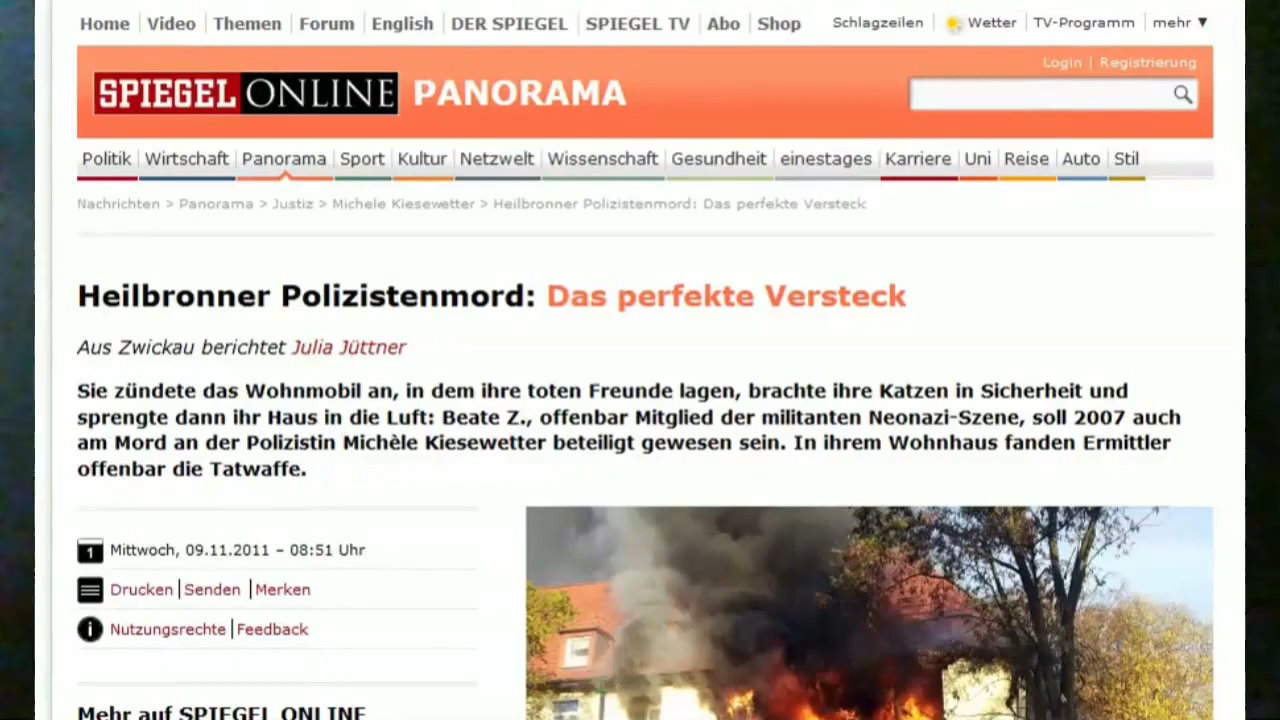 Home Video Themen Forum English DER SPIEGEL SPIEGEL TV Abo Shop Schlagzeilen Wetter TV-Programm mehr ▼
Login | Registrierung
SPIEGEL ONLINE PANORAMA
Politik Wirtschaft Panorama Sport Kultur Netzwelt Wissenschaft Gesundheit einestages Karriere Uni Reise Auto Stil
Nachrichten > Panorama > Justiz > Michele Kiesewetter > Heilbronner Polizistenmord: Das perfekte Versteck
Heilbronner Polizistenmord: Das perfekte Versteck
Aus Zwickau berichtet Julia Jüttner
Sie zündete das Wohnmobil an, in dem ihre toten Freunde lagen, brachte ihre Katzen in Sicherheit und
sprengte dann ihr Haus in die Luft: Beate Z., offenbar Mitglied der militanten Neonazi-Szene, soll 2007 auch
am Mord an der Polizistin Michèle Kiesewetter beteiligt gewesen sein. In ihrem Wohnhaus fanden Ermittler
offenbar die Tatwaffe.
1 Mittwoch, 09.11.2011 – 08:51 Uhr
Drucken | Senden | Merken
i Nutzungsrechte | Feedback
Mehr auf SPIEGEL ONLINE